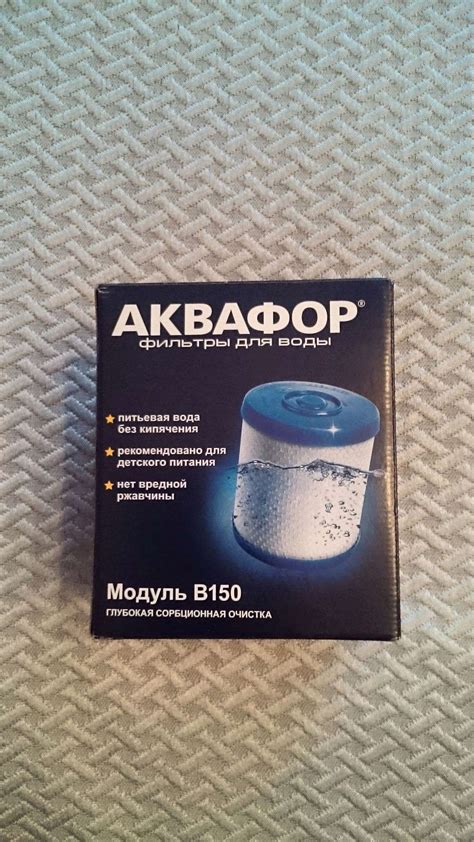 АКВАФОР®
ФИЛЬТРЫ ДЛЯ ВОДЫ
питьевая вода
без кипячения
рекомендовано для
детского питания
нет вредной
ржавчины
Модуль В150
ГЛУБОКАЯ СОРБЦИОННАЯ ОЧИСТКА